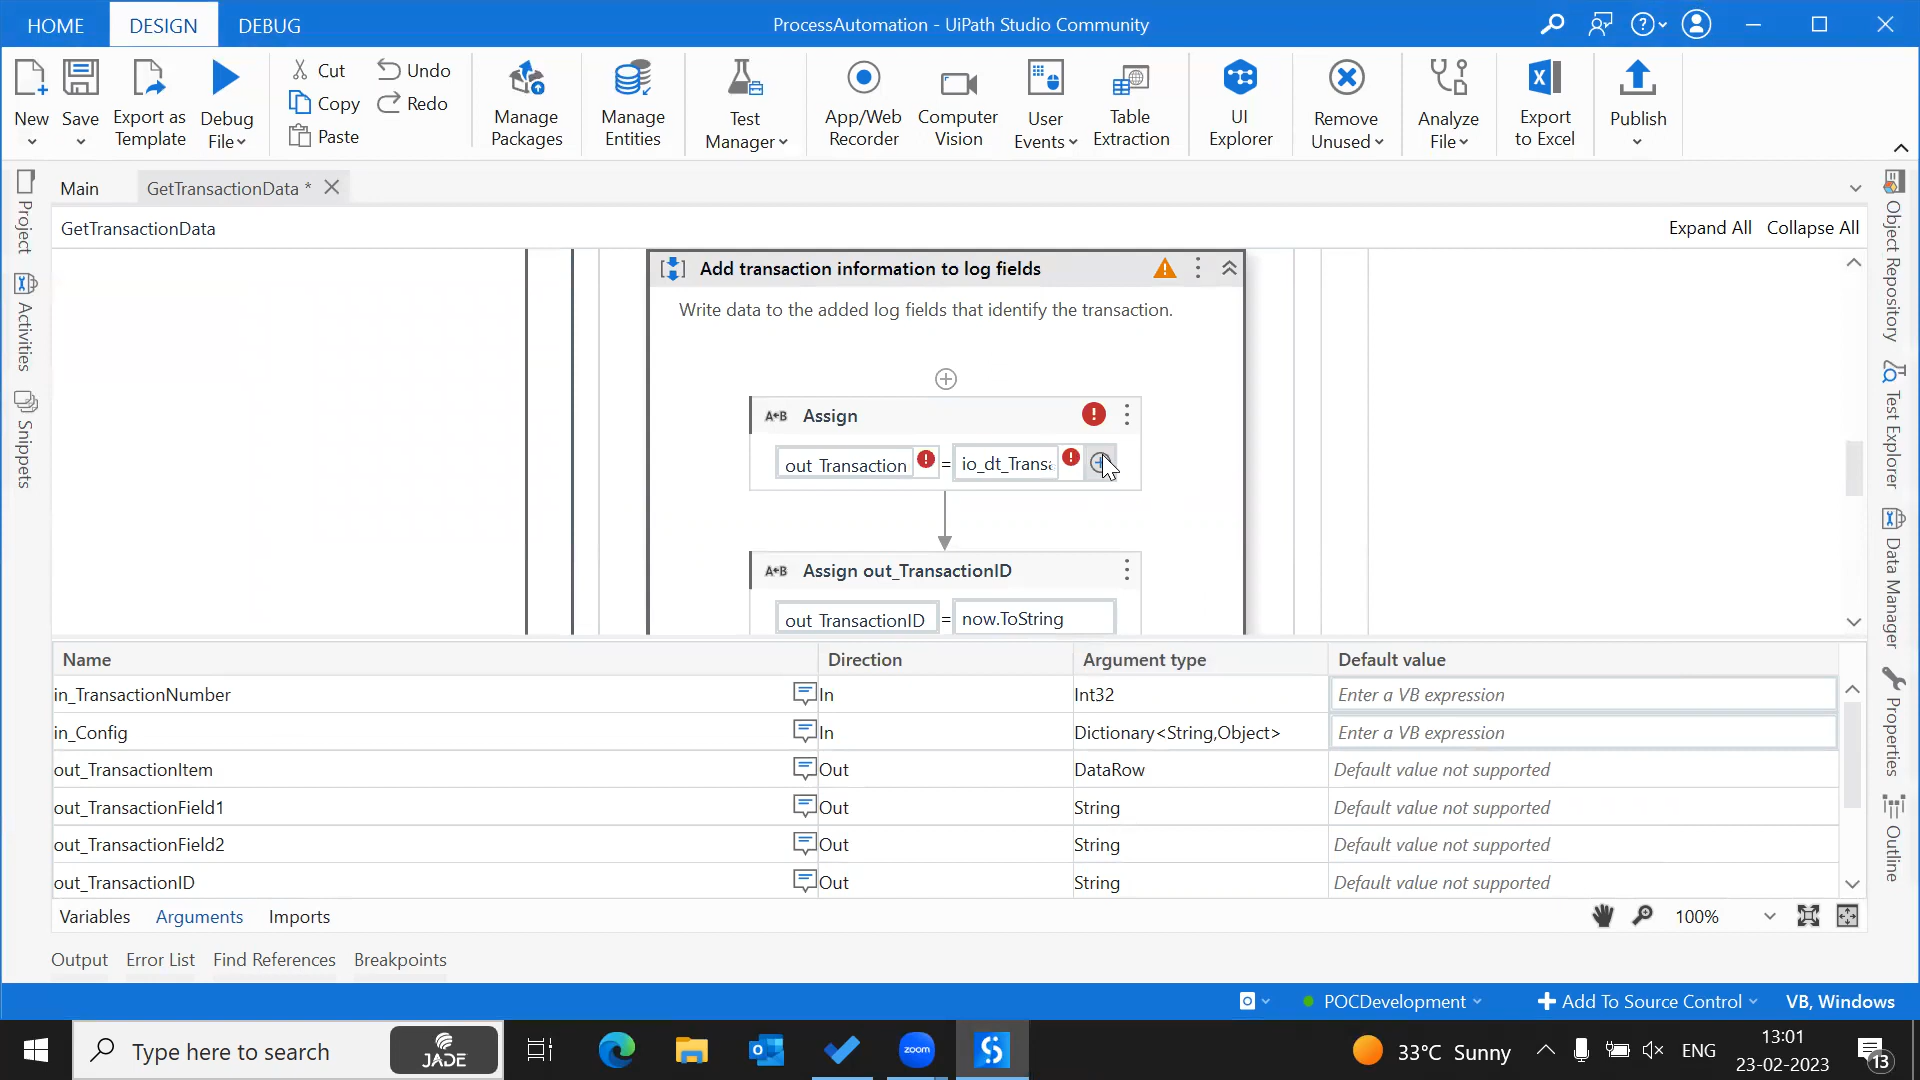 HOME
DESIGN
DEBUG
ProcessAutomation - UiPath Studio Community
New
Save
Export as
Template
Debug
File
Cut
Copy
Paste
Undo
Redo
Manage
Packages
Manage
Entities
Test
Manager
App/Web
Recorder
Computer
Vision
User
Events
Table
Extraction
UI
Explorer
Remove
Unused
Analyze
File
Export
to Excel
Publish
Main
GetTransactionData *
GetTransactionData
Expand All
Collapse All
Project
Activities
Snippets
Object Repository
Test Explorer
Data Manager
Properties
Outline
Add transaction information to log fields
Write data to the added log fields that identify the transaction.
A←B Assign
out_Transaction = io_dt_Transa
A←B Assign out_TransactionID
out_TransactionID = now.ToString
Name Direction Argument type Default value
in_TransactionNumber In Int32 Enter a VB expression
in_Config In Dictionary<String,Object> Enter a VB expression
out_TransactionItem Out DataRow Default value not supported
out_TransactionField1 Out String Default value not supported
out_TransactionField2 Out String Default value not supported
out_TransactionID Out String Default value not supported
Variables Arguments Imports
100%
Output Error List Find References Breakpoints
POCDevelopment
Add To Source Control
VB, Windows
Type here to search
JADE
zoom
33°C Sunny
ENG
13:01
23-02-2023
13